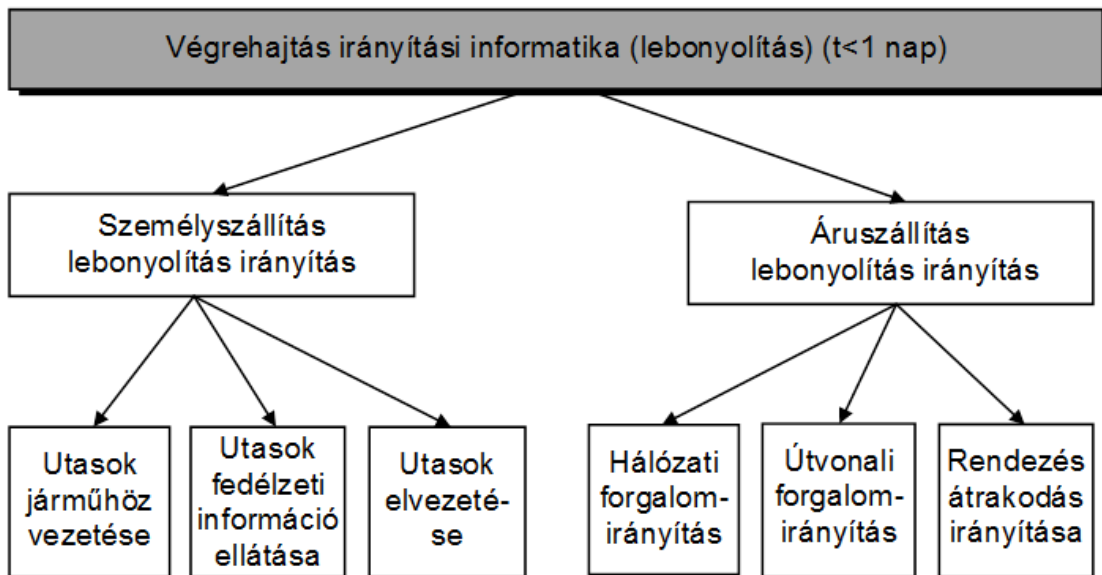 Végrehajtás irányítási informatika (lebonyolítás) (t<1 nap)
Személyszállítás
lebonyolítás irányítás
Áruszállítás
lebonyolítás irányítás
Utasok
járműhöz
vezetése
Utasok
fedélzeti
információ
ellátása
Utasok
elvezeté-
se
Hálózati
forgalom-
irányítás
Útvonali
forgalom-
irányítás
Rendezés
átrakodás
irányítása